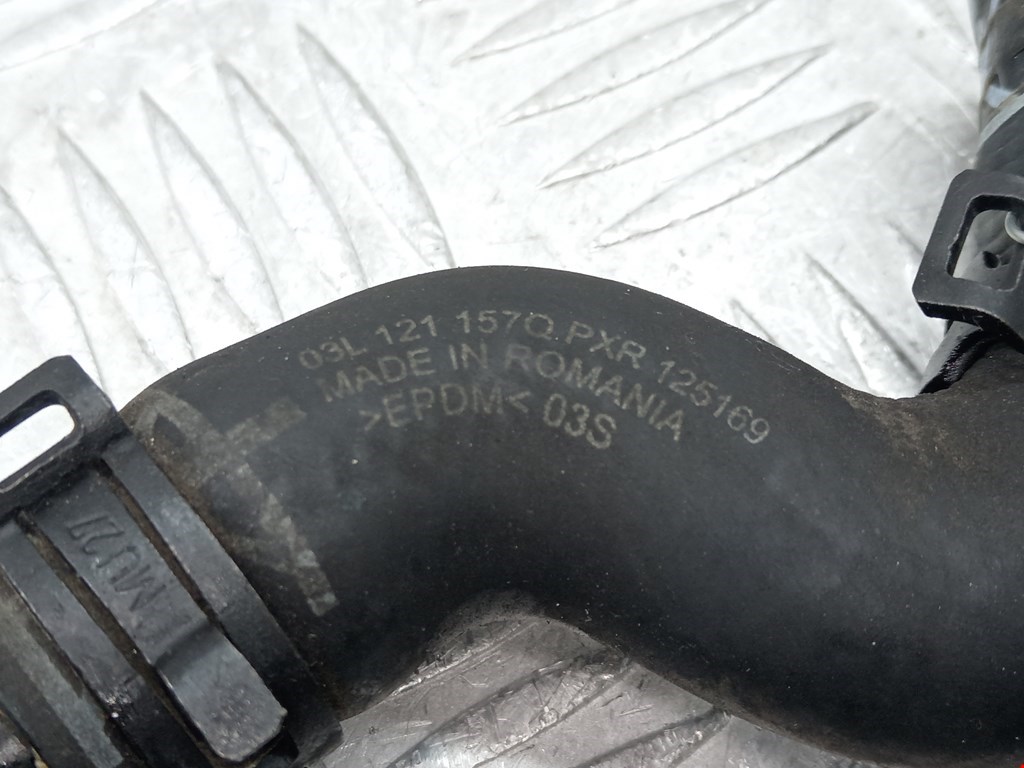 03L 121 157Q.PXR 125169
MADE IN ROMANIA
>EPDM< 03S